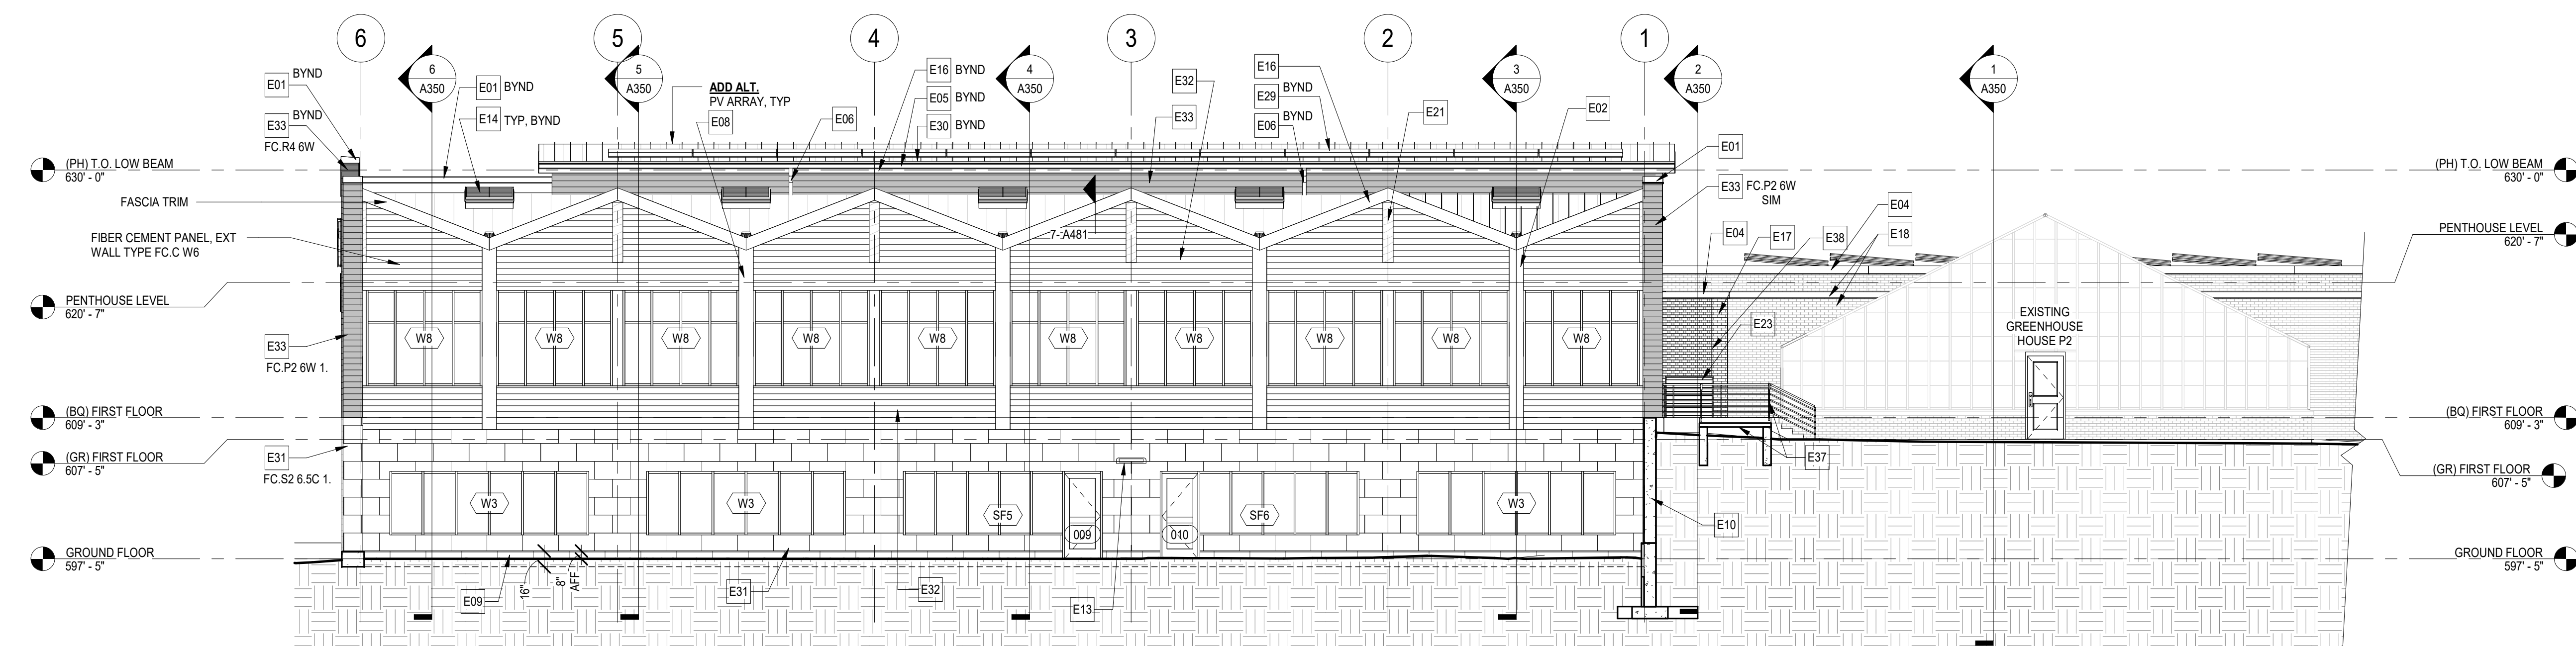 6
5
4
3
2
1
6
A350
5
A350
4
A350
3
A350
2
A350
1
A350
E01
BYND
E33
BYND
FC.R4 6W
E01 BYND
E14 TYP, BYND
ADD ALT.
PV ARRAY, TYP
E08
E06
E16 BYND
E05 BYND
E30 BYND
E32
E33
E16
BYND
E29
BYND
E06
E21
E02
E01
E33 FC.P2 6W
SIM
E04
E17
E38
E04
E18
E23
(PH) T.O. LOW BEAM
630' - 0"
FASCIA TRIM
FIBER CEMENT PANEL, EXT
WALL TYPE FC.C W6
PENTHOUSE LEVEL
620' - 7"
E33
FC.P2 6W 1.
(BQ) FIRST FLOOR
609' - 3"
(GR) FIRST FLOOR
607' - 5"
E31
FC.S2 6.5C 1.
GROUND FLOOR
597' - 5"
7- A481
W8
W8
W8
W8
W8
W8
W8
W8
W8
W8
W3
W3
SF5
009
010
SF6
W3
E09
16"
8"
AFF
E31
E32
E13
E10
E37
EXISTING
GREENHOUSE
HOUSE P2
(PH) T.O. LOW BEAM
630' - 0"
PENTHOUSE LEVEL
620' - 7"
(BQ) FIRST FLOOR
609' - 3"
(GR) FIRST FLOOR
607' - 5"
GROUND FLOOR
597' - 5"